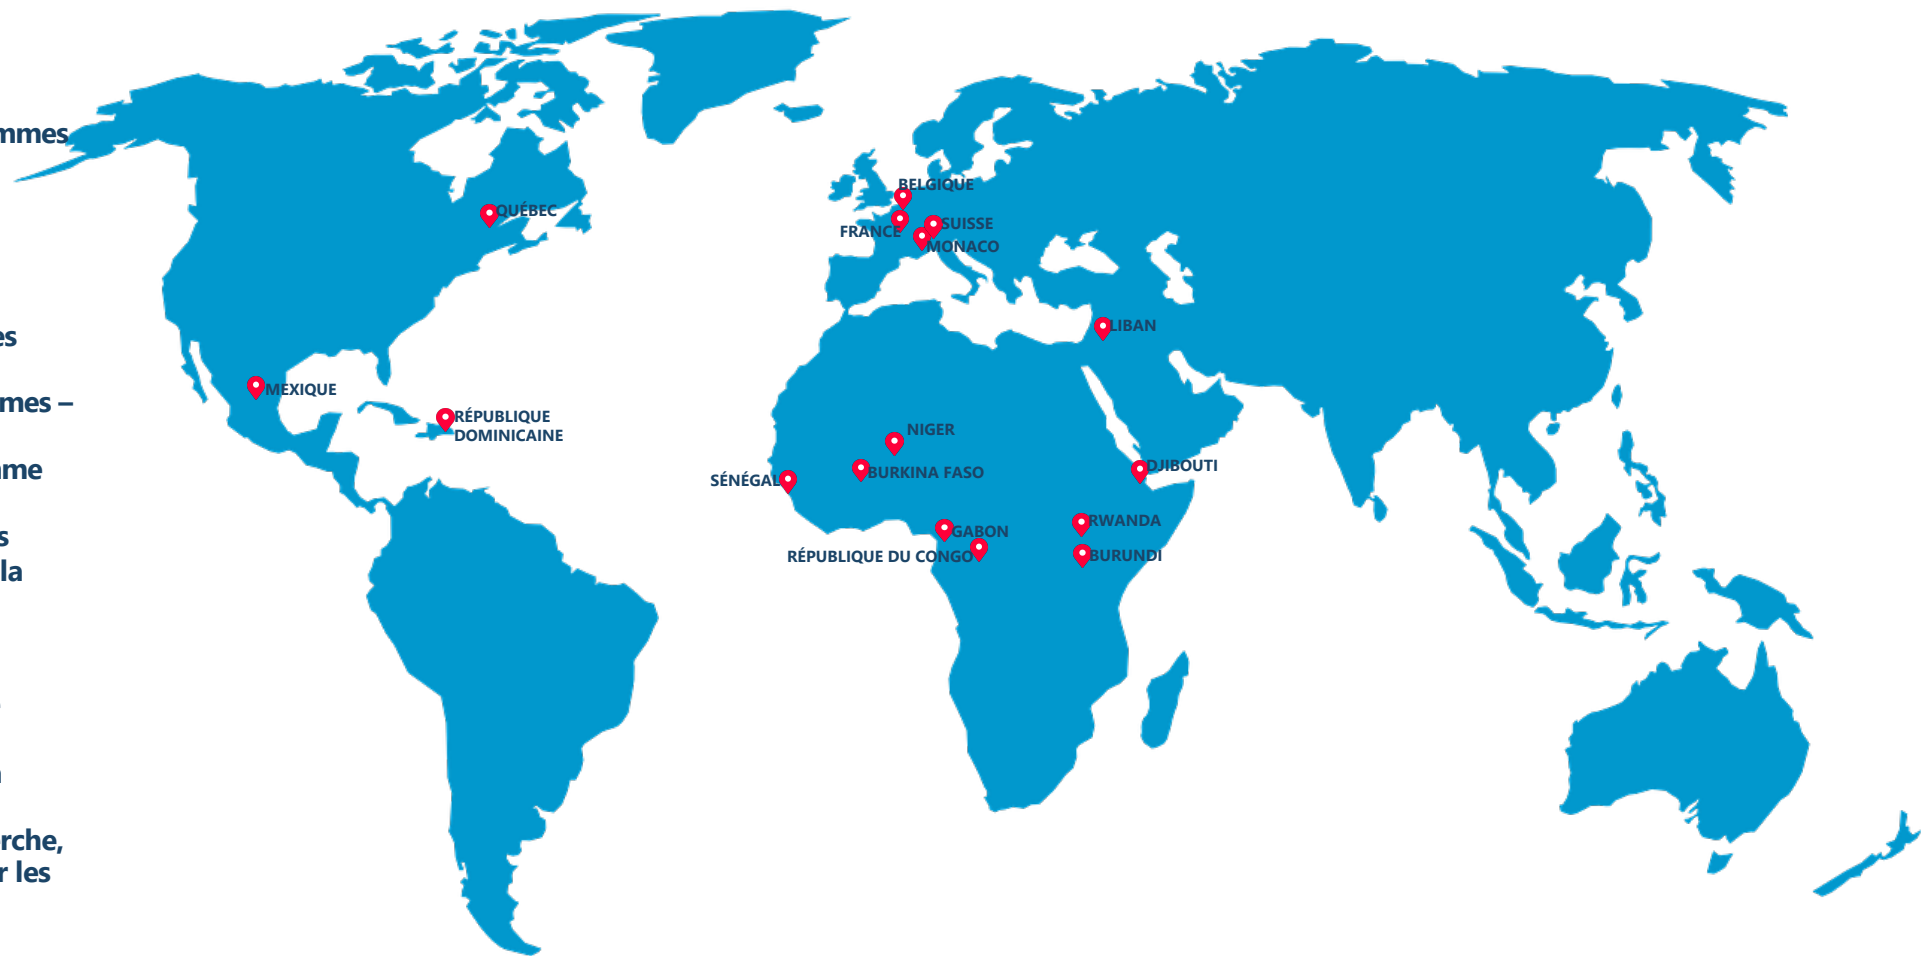 mmes
es
mes –
me
s
la
rche,
r les
BELGIQUE
QUÉBEC
SUISSE
FRANCE
MONACO
LIBAN
MEXIQUE
RÉPUBLIQUE
DOMINICAINE
NIGER
DJIBOUTI
BURKINA FASO
SÉNÉGAL
RWANDA
GABON
RÉPUBLIQUE DU CONGO
BURUNDI